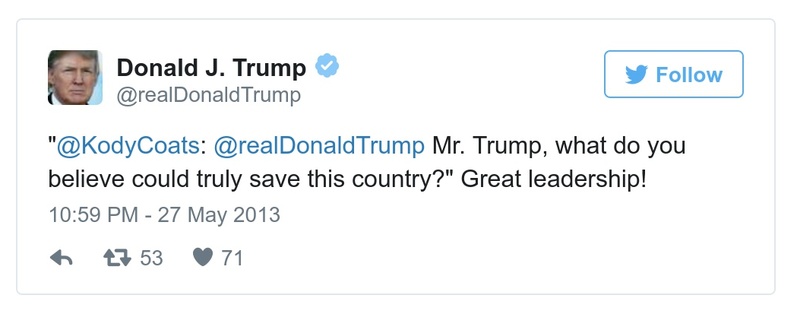 Donald J. Trump
@realDonaldTrump
Follow
"@KodyCoats: @realDonaldTrump Mr. Trump, what do you
believe could truly save this country?" Great leadership!
10:59 PM - 27 May 2013
53 71